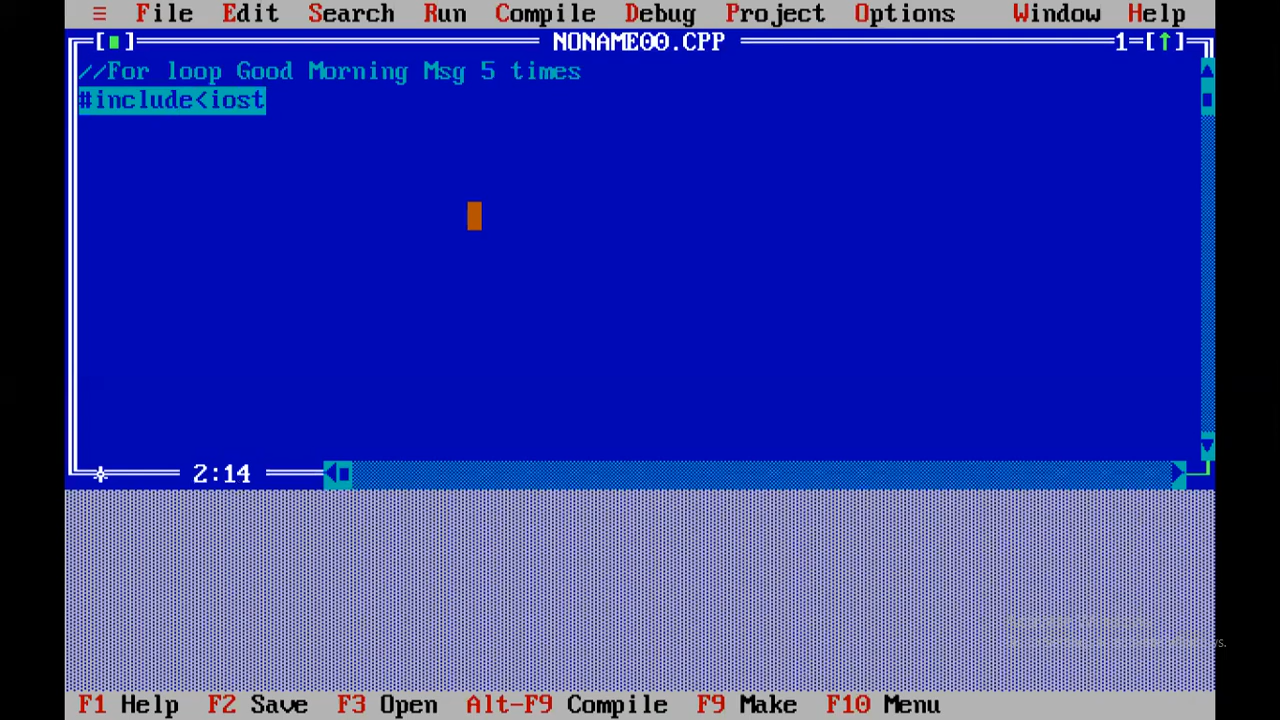 ≡ File Edit Search Run Compile Debug Project Options Window Help
[■] NONAME00.CPP 1=[↑]
//For loop Good Morning Msg 5 times
#include<iost
2:14
F1 Help F2 Save F3 Open Alt-F9 Compile F9 Make F10 Menu